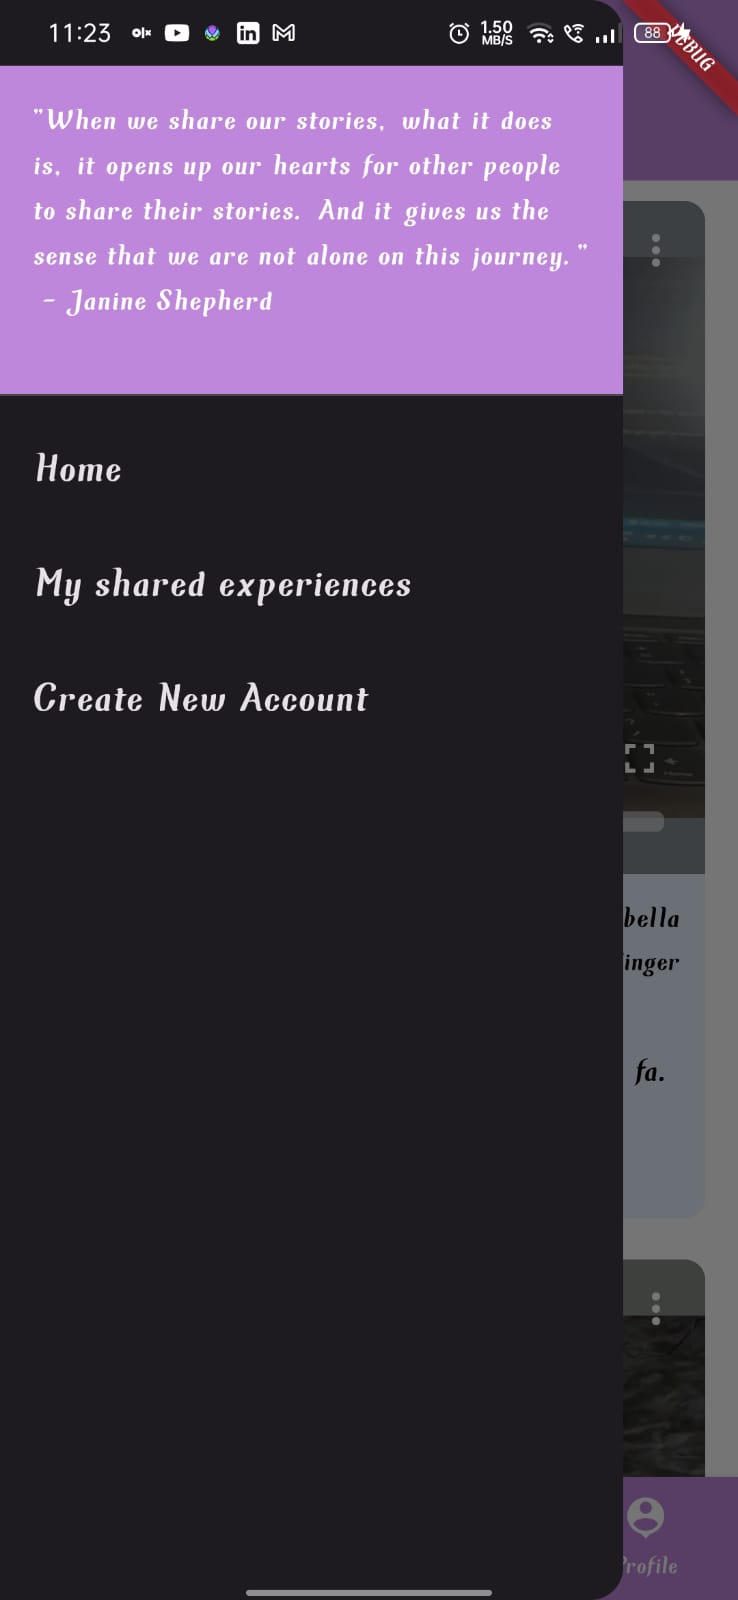 11:23 olx in 1.50 MB/S 88
DEBUG
"When we share our stories, what it does
is, it opens up our hearts for other people
to share their stories. And it gives us the
sense that we are not alone on this journey."
- Janine Shepherd
Home
My shared experiences
Create New Account
bella
inger
fa.
Profile